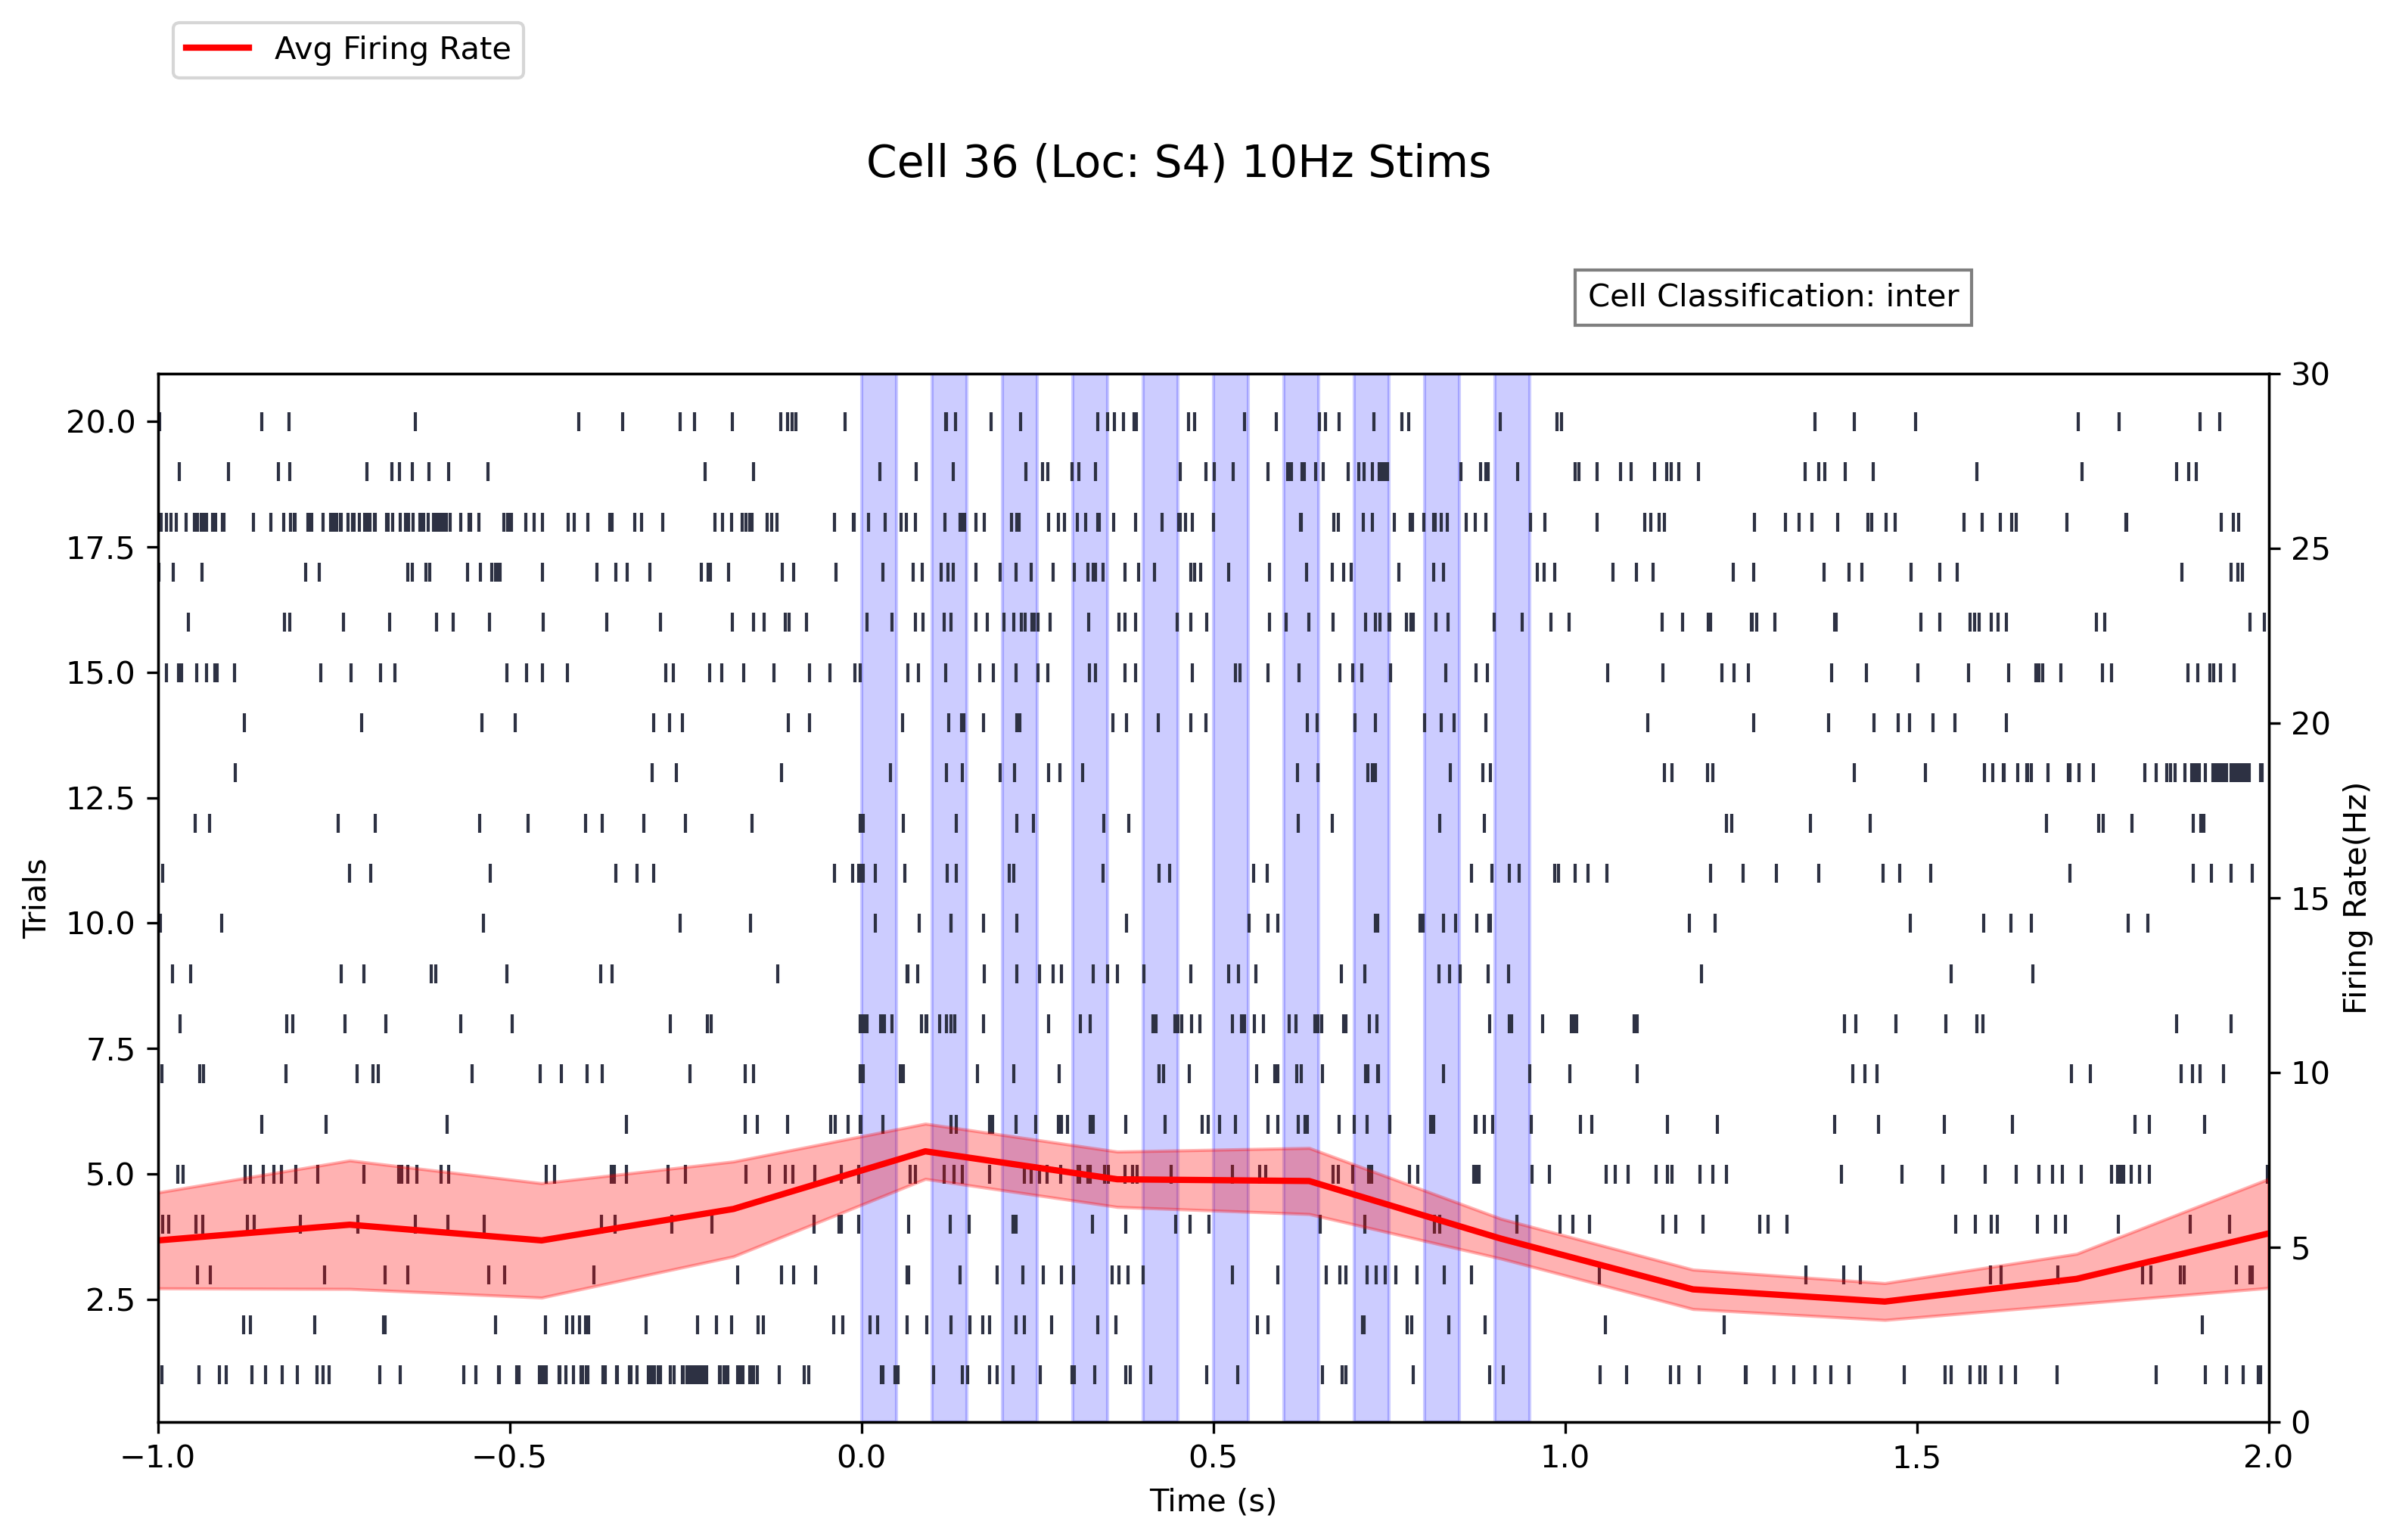 Avg Firing Rate
Cell 36 (Loc: S4) 10Hz Stims
Cell Classification: inter
20.0
17.5
15.0
12.5
10.0
7.5
5.0
2.5
Trials
30
25
20
15
10
5
0
Firing Rate(Hz)
−1.0 −0.5 0.0 0.5 1.0 1.5 2.0
Time (s)